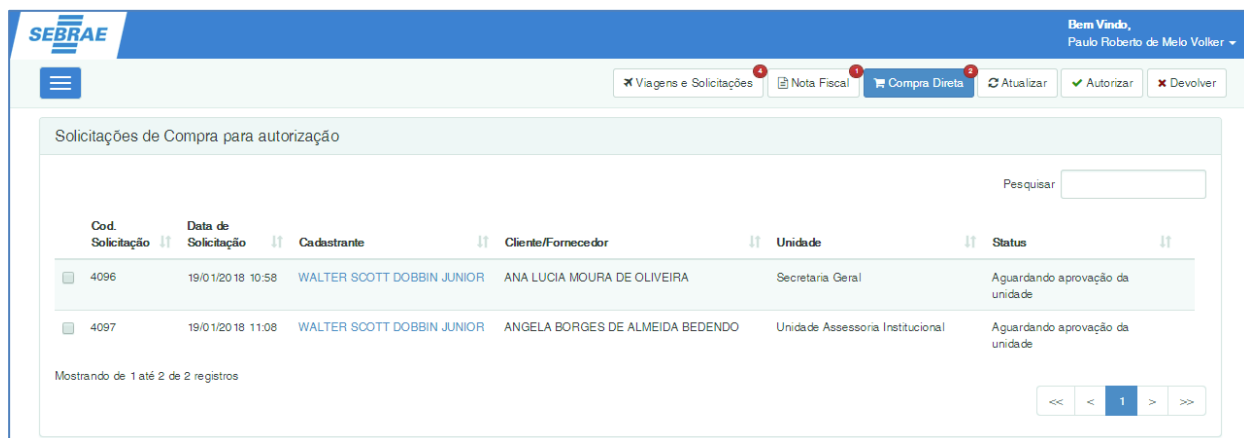 SEBRAE
Bem Vindo,
Paulo Roberto de Melo Volker
Viagens e Solicitações 4 Nota Fiscal 1 Compra Direta 2 Atualizar Autorizar Devolver
Solicitações de Compra para autorização
Pesquisar
Cod. Solicitação Data de Solicitação Cadastrante Cliente/Fornecedor Unidade Status
4096 19/01/2018 10:58 WALTER SCOTT DOBBIN JUNIOR ANA LUCIA MOURA DE OLIVEIRA Secretaria Geral Aguardando aprovação da unidade
4097 19/01/2018 11:08 WALTER SCOTT DOBBIN JUNIOR ANGELA BORGES DE ALMEIDA BEDENDO Unidade Assessoria Institucional Aguardando aprovação da unidade
Mostrando de 1 até 2 de 2 registros
<< < 1 > >>